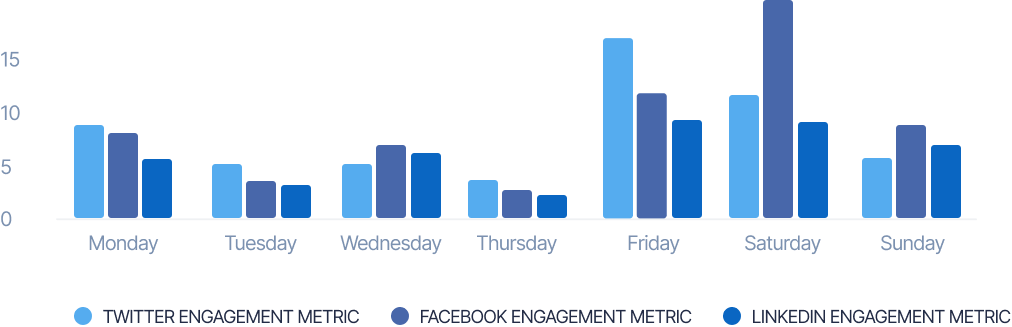 15
10
5
0
Monday Tuesday Wednesday Thursday Friday Saturday Sunday
TWITTER ENGAGEMENT METRIC FACEBOOK ENGAGEMENT METRIC LINKEDIN ENGAGEMENT METRIC